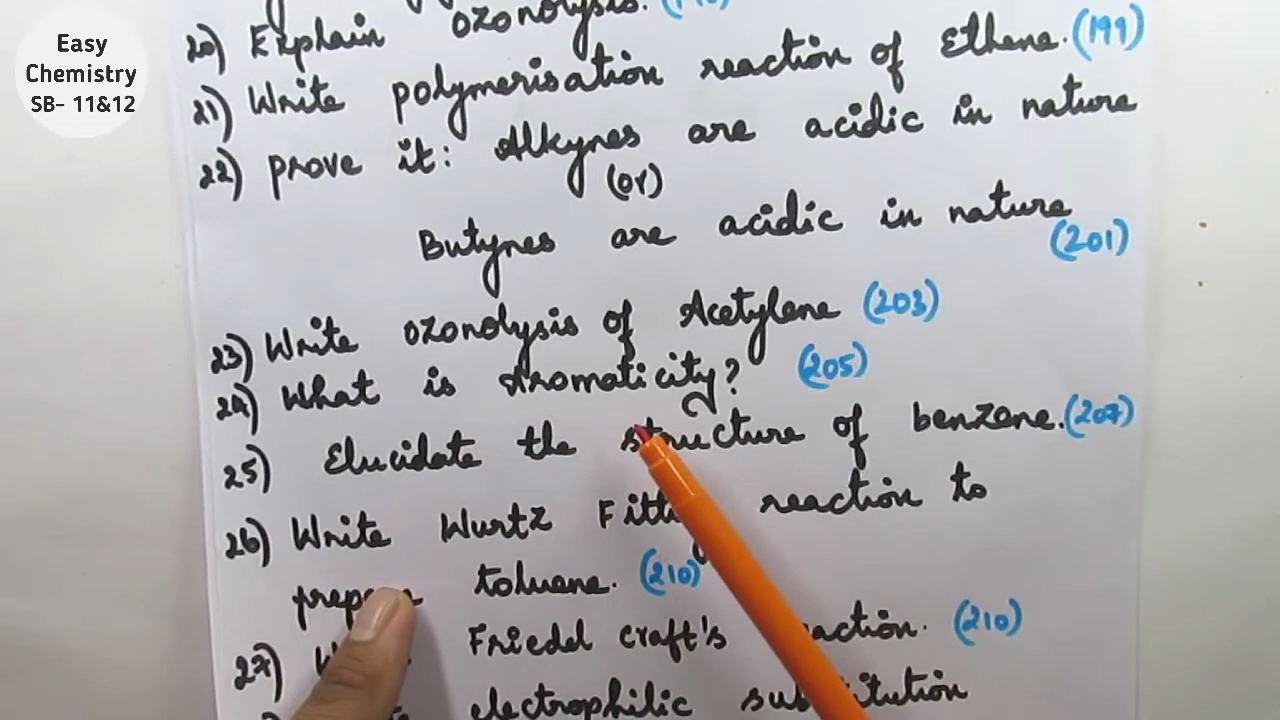 Easy
Chemistry
SB- 11&12
20) Explain ozonolysis.
21) Write polymerisation reaction of Ethene. (199)
22) prove it: Alkynes are acidic in nature
(or)
Butynes are acidic in nature
(201)
23) Write ozonolysis of Acetylene (203)
24) What is Aromaticity? (205)
25) Elucidate the structure of benzene. (207)
26) Write Wurtz reaction to
toluene. (210)
27) Friedel craft's (210)
electrophilic substitution